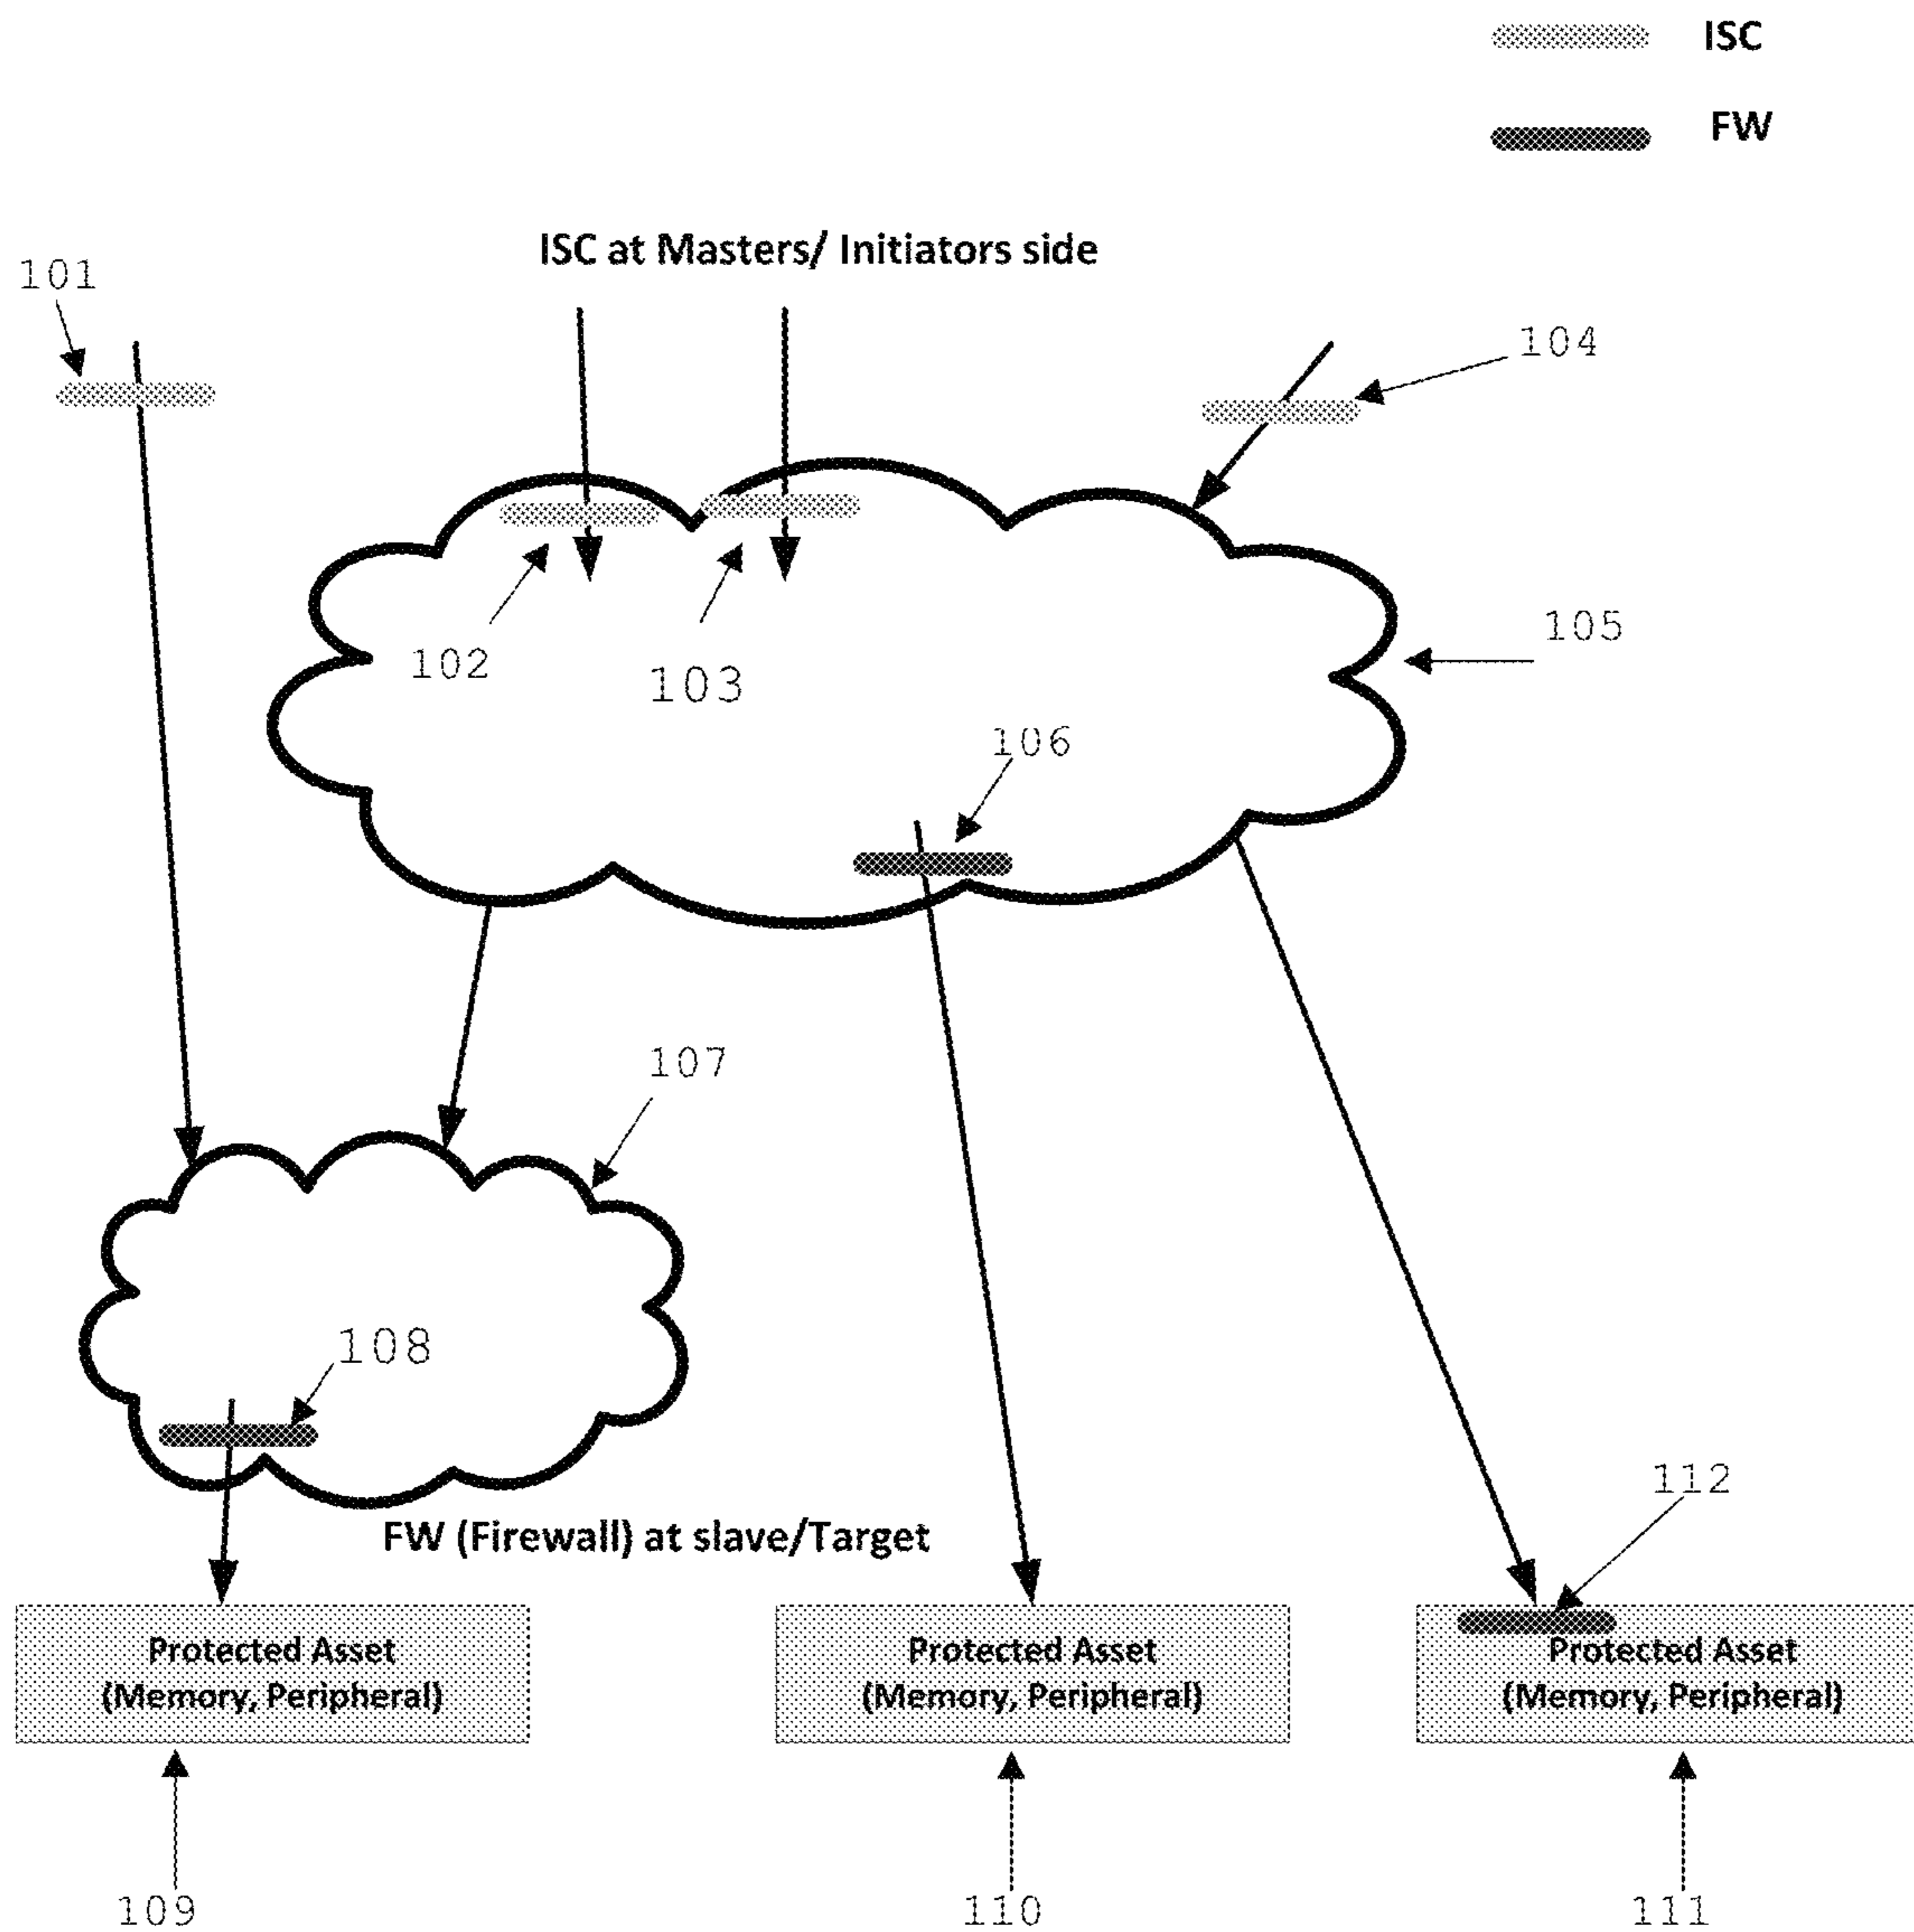 ISC
FW
ISC at Masters/ Initiators side
101
104
102
103
105
106
107
108
112
FW (Firewall) at slave/Target
Protected Asset
(Memory, Peripheral)
Protected Asset
(Memory, Peripheral)
Protected Asset
(Memory, Peripheral)
109
110
111